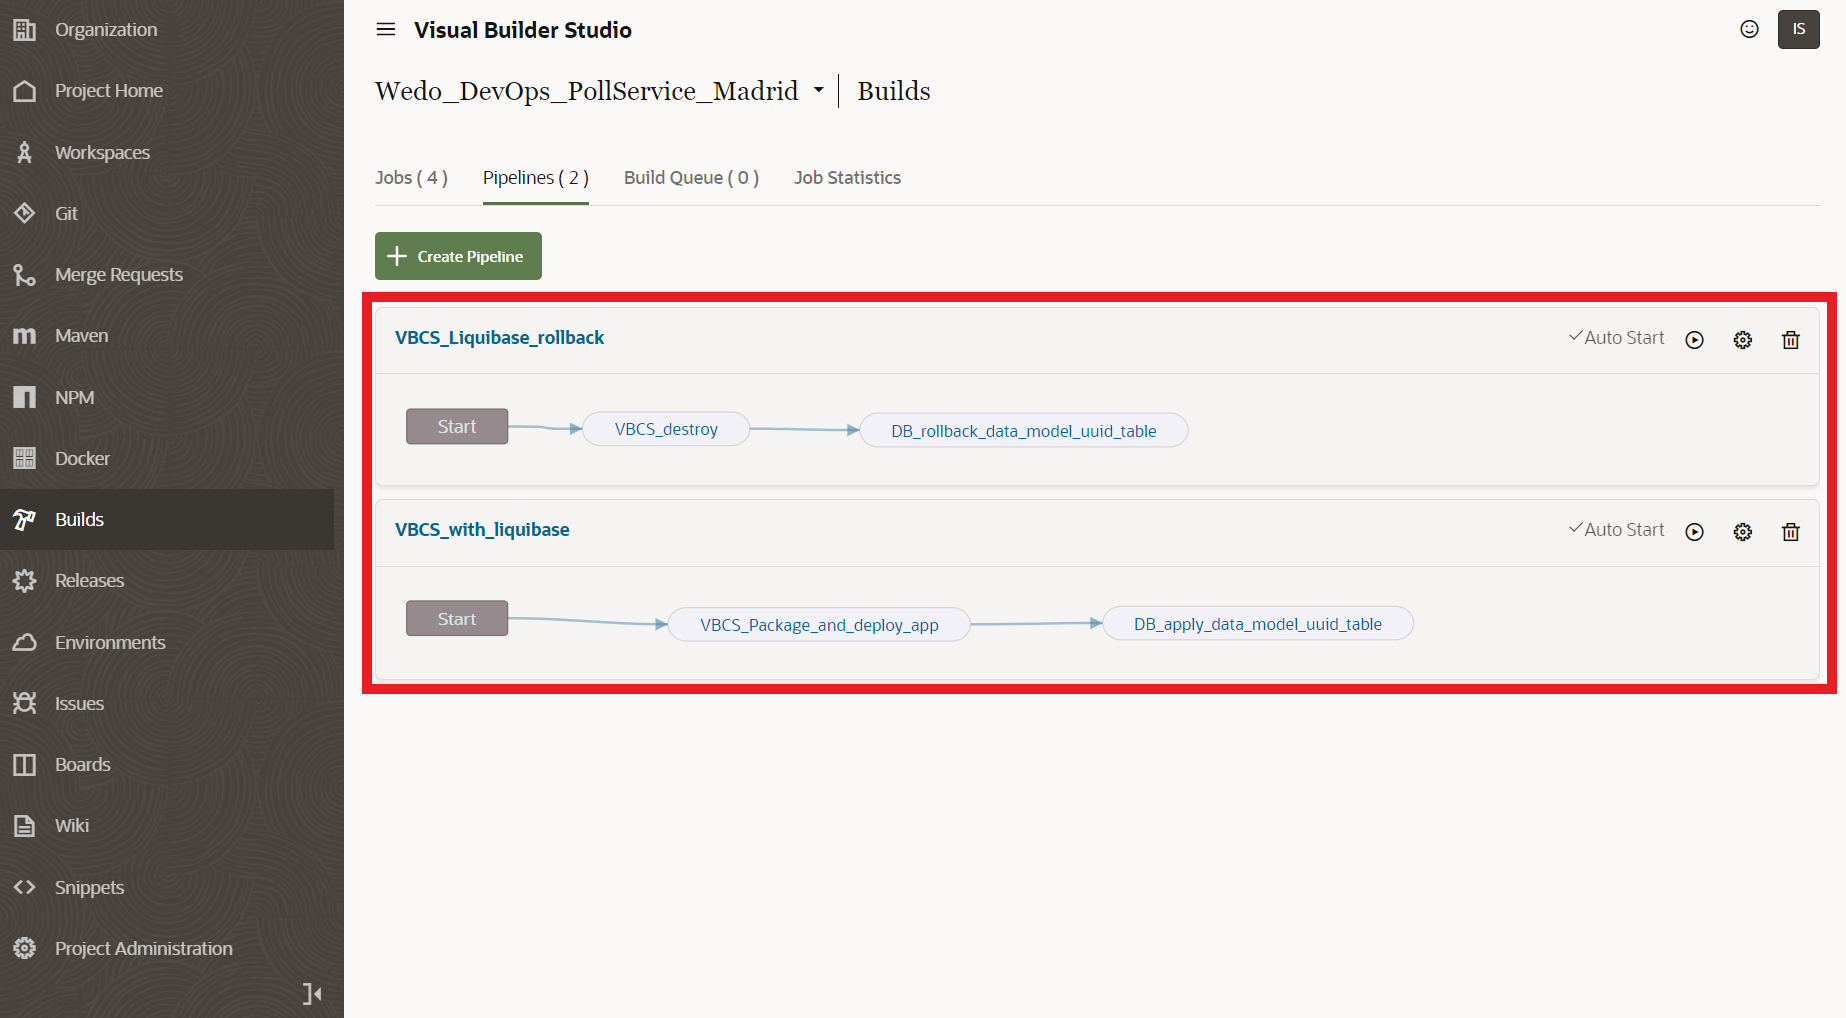 Organization
Project Home
Workspaces
Git
Merge Requests
Maven
NPM
Docker
Builds
Releases
Environments
Issues
Boards
Wiki
Snippets
Project Administration
Visual Builder Studio
IS
Wedo_DevOps_PollService_Madrid | Builds
Jobs ( 4 ) Pipelines ( 2 ) Build Queue ( 0 ) Job Statistics
Create Pipeline
VBCS_Liquibase_rollback Auto Start
Start VBCS_destroy DB_rollback_data_model_uuid_table
VBCS_with_liquibase Auto Start
Start VBCS_Package_and_deploy_app DB_apply_data_model_uuid_table